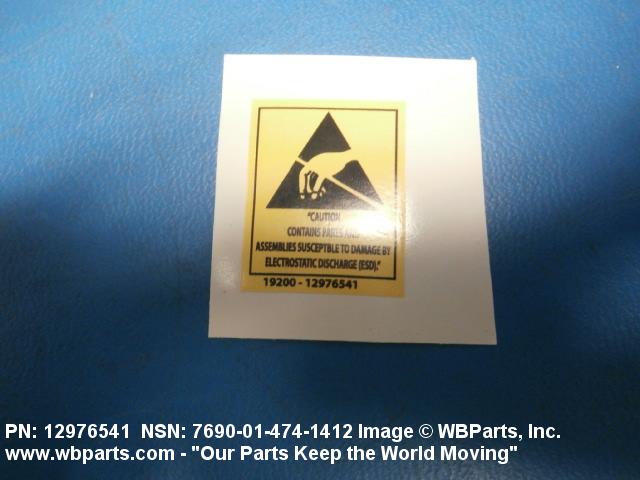 "CAUTION
CONTAINS PARTS AND
ASSEMBLIES SUSCEPTBLE TO DAMAGE BY
ELECTROSTATIC DISCHARGE (ESD)."
19200 - 12976541
PN: 12976541 NSN: 7690-01-474-1412 Image © WBParts, Inc.
www.wbparts.com - "Our Parts Keep the World Moving"